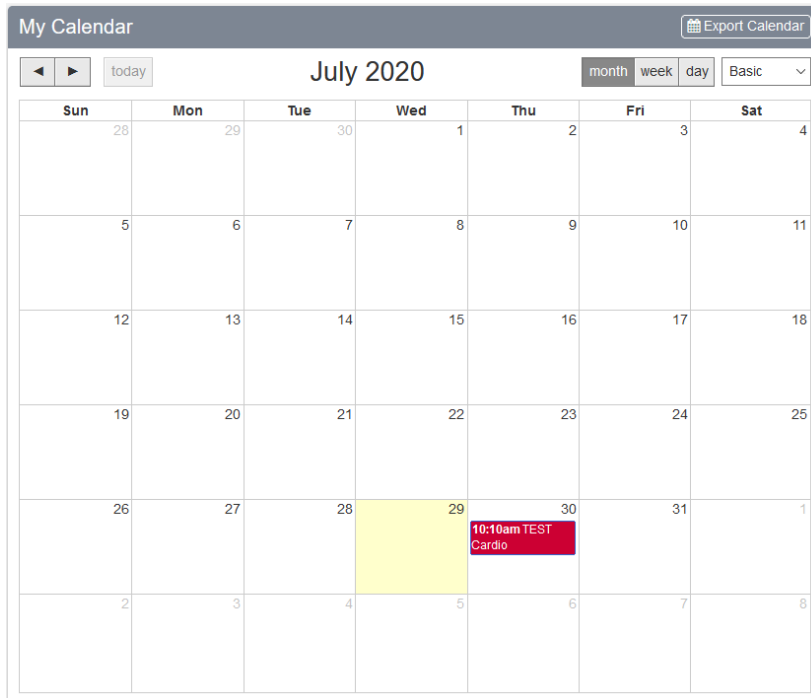 My Calendar Export Calendar
◄ ► today July 2020 month week day Basic
Sun Mon Tue Wed Thu Fri Sat
28 29 30 1 2 3 4
5 6 7 8 9 10 11
12 13 14 15 16 17 18
19 20 21 22 23 24 25
26 27 28 29 30 31 1
10:10am TEST
Cardio
2 3 4 5 6 7 8